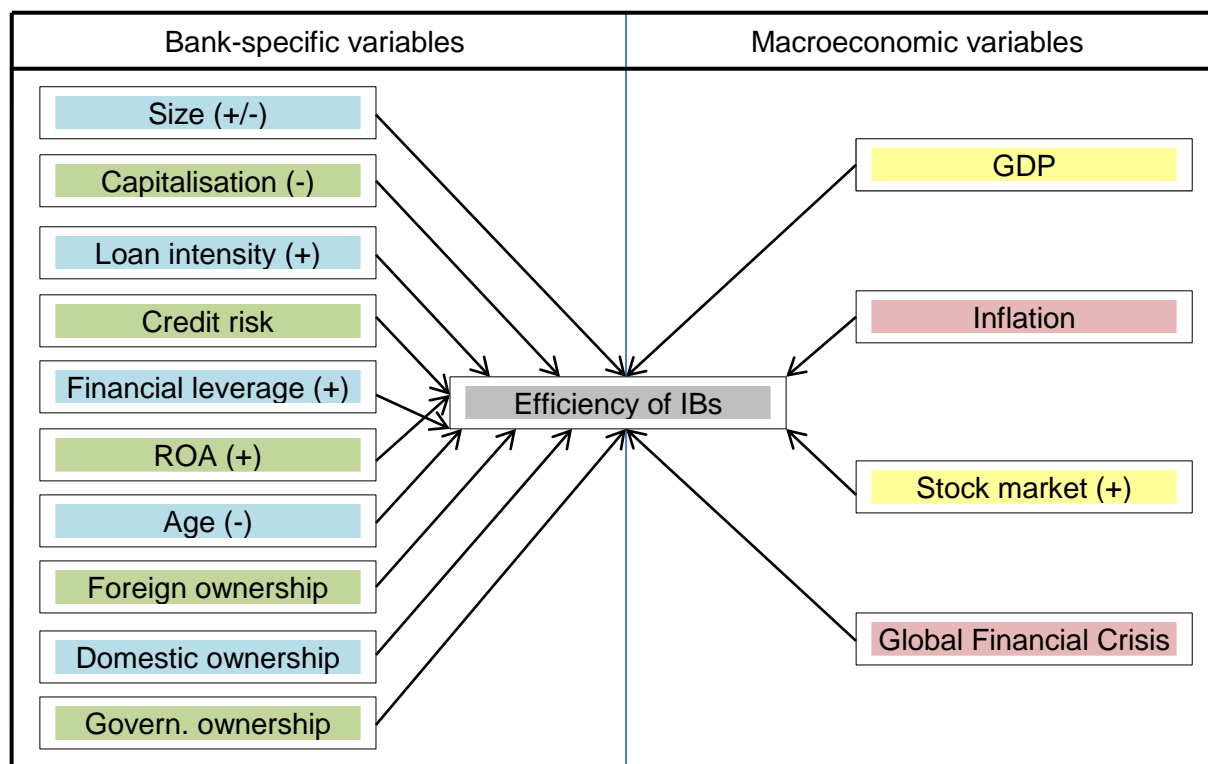 Bank-specific variables
Macroeconomic variables
Size (+/-)
Capitalisation (-)
Loan intensity (+)
Credit risk
Financial leverage (+)
ROA (+)
Age (-)
Foreign ownership
Domestic ownership
Govern. ownership
Efficiency of IBs
GDP
Inflation
Stock market (+)
Global Financial Crisis